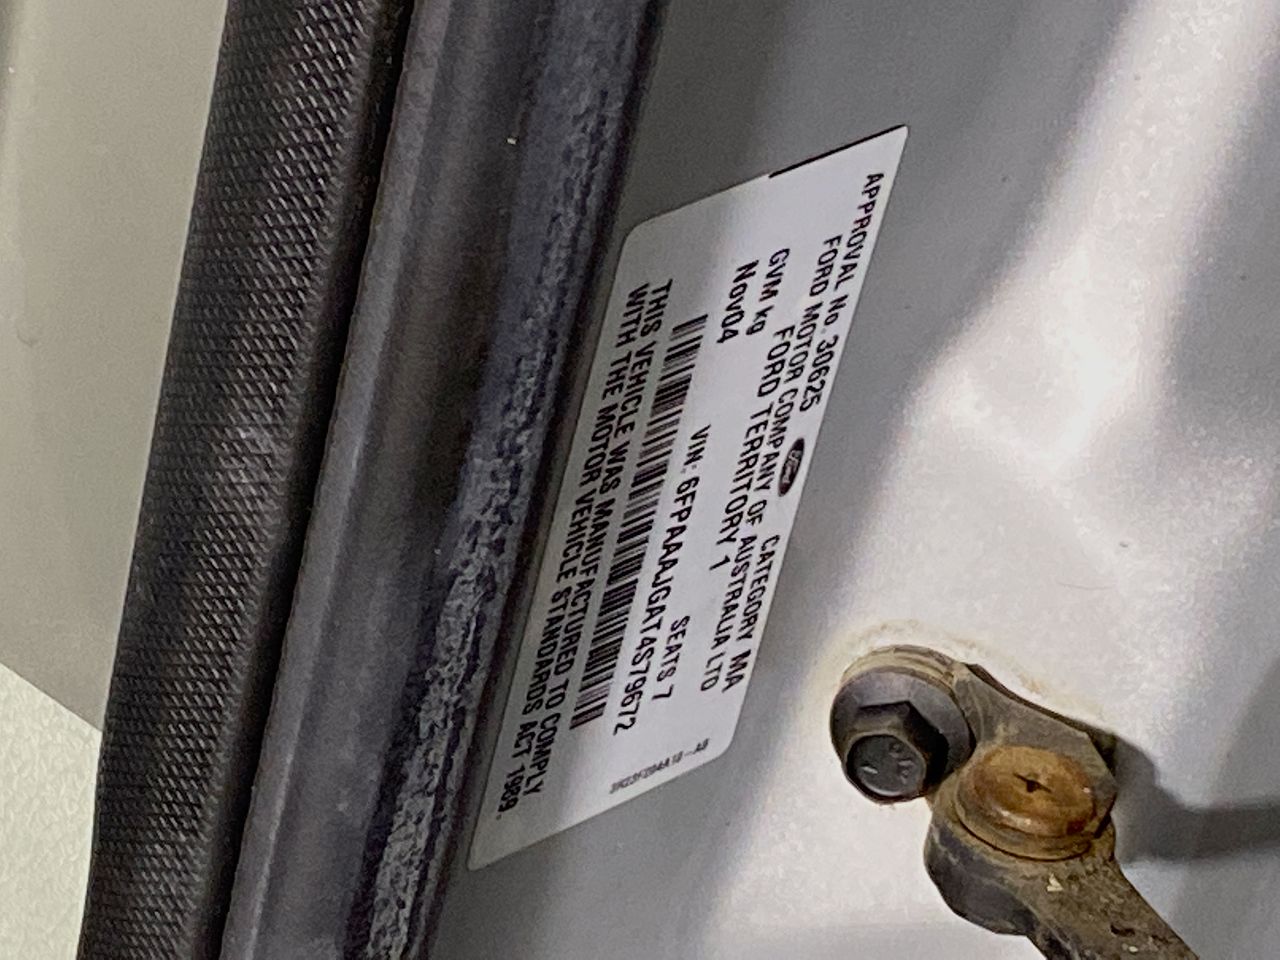 APPROVAL No. 30625 CATEGORY MA
FORD MOTOR COMPANY OF AUSTRALIA LTD
FORD TERRITORY 1
GVM kg SEATS 7
Nov04 VIN: 6FPAAAJGAT4S79672
THIS VEHICLE WAS MANUFACTURED TO COMPLY
WITH THE MOTOR VEHICLE STANDARDS ACT 1989.
Ford